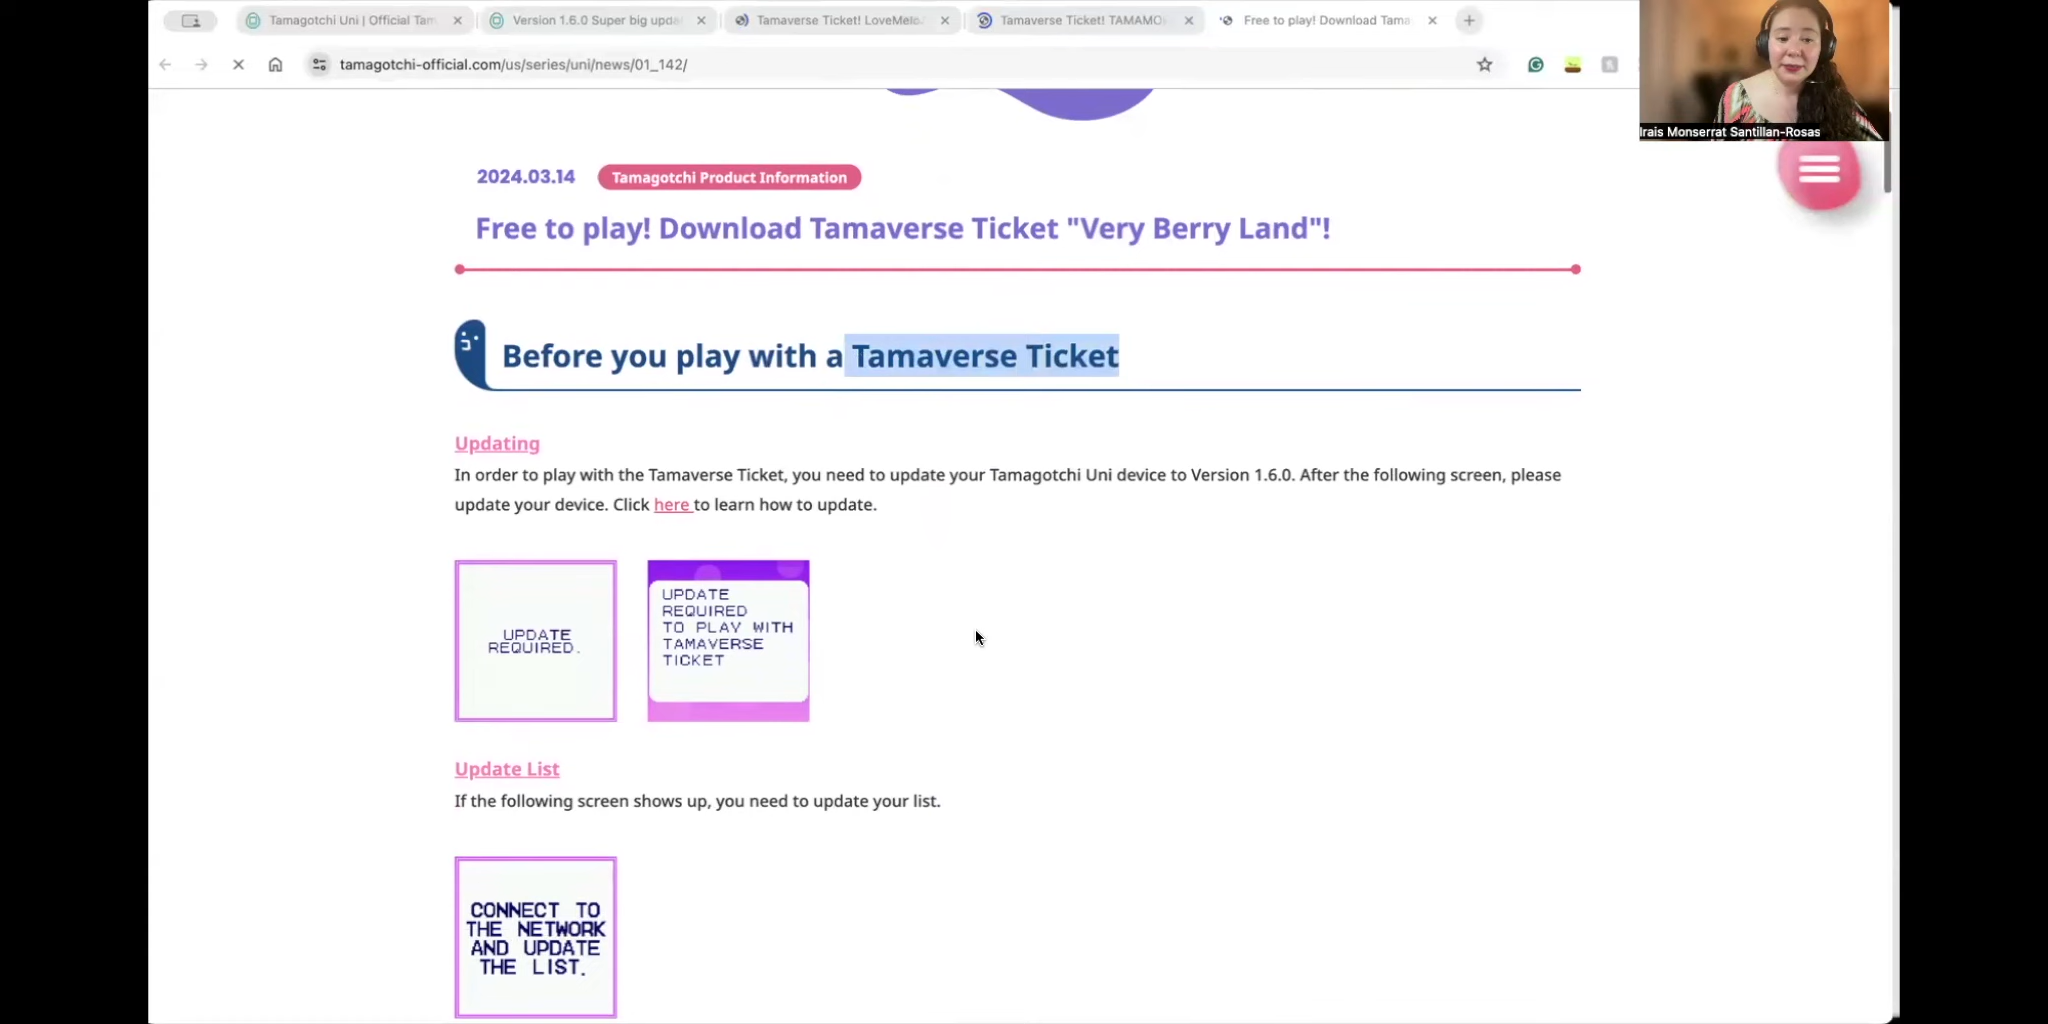 Tamagotchi Uni | Official Tam
Version 1.6.0 Super big upda
Tamaverse Ticket! LoveMelo
Tamaverse Ticket! TAMAMO
Free to play! Download Tama
tamagotchi-official.com/us/series/uni/news/01_142/
Irais Monserrat Santillan-Rosas
2024.03.14 Tamagotchi Product Information
Free to play! Download Tamaverse Ticket "Very Berry Land"!
Before you play with a Tamaverse Ticket
Updating
In order to play with the Tamaverse Ticket, you need to update your Tamagotchi Uni device to Version 1.6.0. After the following screen, please
update your device. Click here to learn how to update.
UPDATE
REQUIRED.
UPDATE
REQUIRED
TO PLAY WITH
TAMAVERSE
TICKET
Update List
If the following screen shows up, you need to update your list.
CONNECT TO
THE NETWORK
AND UPDATE
THE LIST.